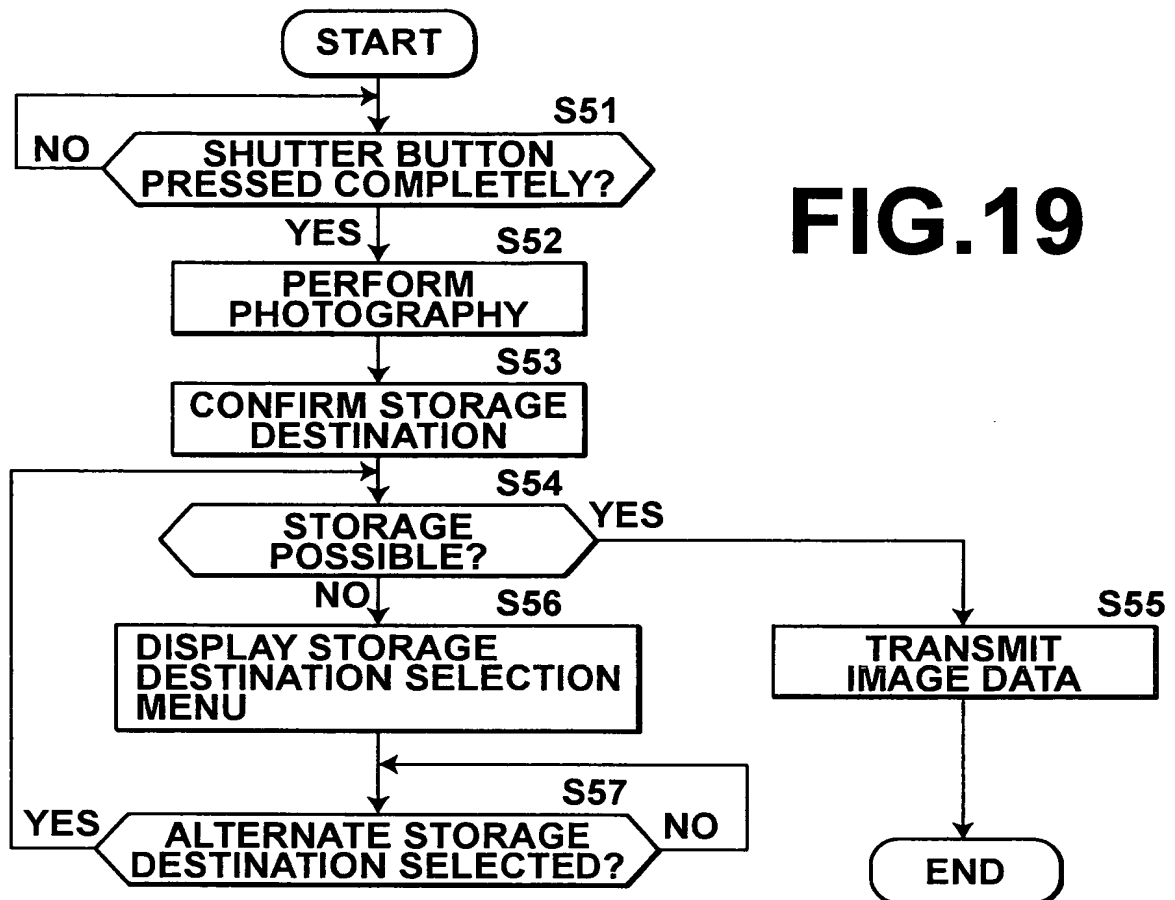 START
S51
NO
SHUTTER BUTTON
PRESSED COMPLETELY?
FIG.19
YES
S52
PERFORM
PHOTOGRAPHY
S53
CONFIRM STORAGE
DESTINATION
S54
STORAGE
POSSIBLE?
YES
NO
S56
S55
DISPLAY STORAGE
DESTINATION SELECTION
MENU
TRANSMIT
IMAGE DATA
S57
YES
ALTERNATE STORAGE
DESTINATION SELECTED?
NO
END